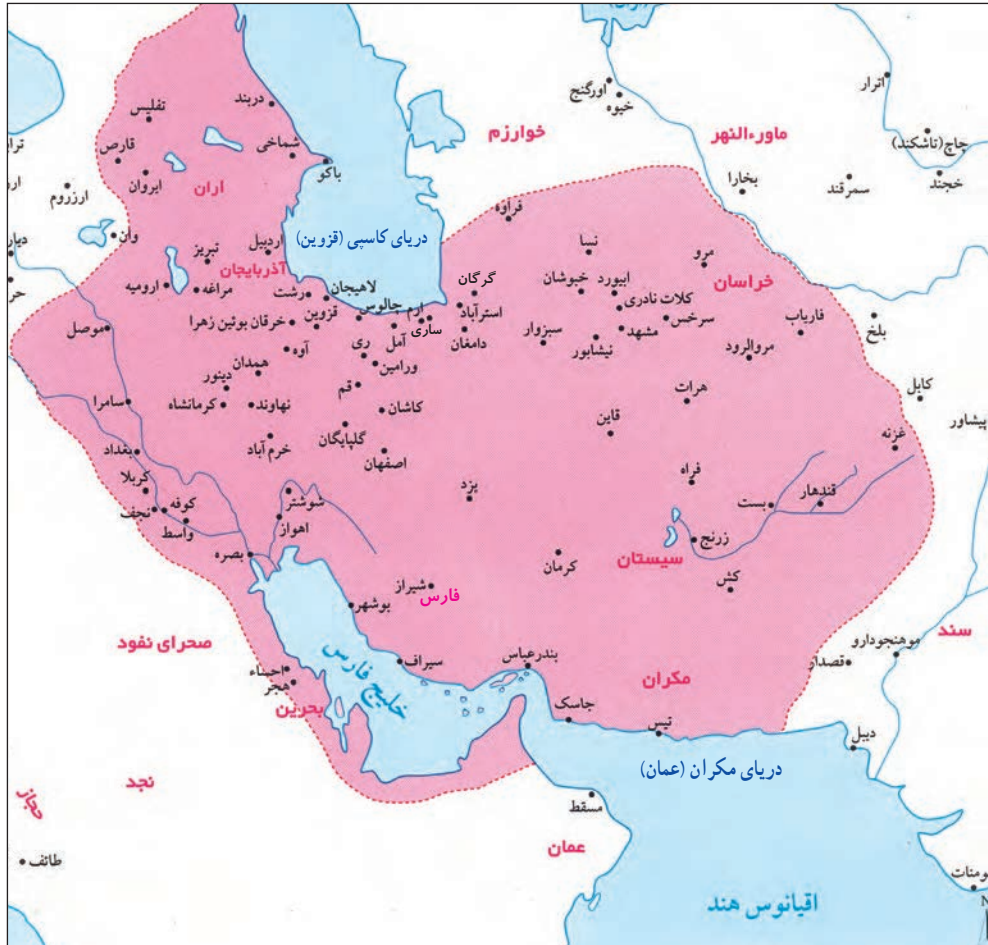 دربند
تفلیس
شماخی
قارص
باکو
ایروان
اران
ارزروم
وان
دریای کاسپی (قزوین)
اردبیل
تبریز
آذربایجان
ارومیه
مراغه
رشت
لاهیجان
قزوین
خرقان بوئین زهرا
چالوس
ارم
ساری
آمل
گرگان
استرآباد
دامغان
موصل
آوه
ری
ورامین
همدان
دینور
قم
سامرا
کرمانشاه
نهاوند
کاشان
گلپایگان
خرم آباد
اصفهان
بغداد
کربلا
نجف
کوفه
واسط
شوشتر
اهواز
بصره
یزد
کرمان
شیراز
فارس
بوشهر
سیراف
خلیج فارس
بندرعباس
جاسک
تیس
مکران
دریای مکران (عمان)
خوارزم
اورگنج
خیوه
ماورءالنهر
اترار
چاچ(تاشکند)
خجند
سمرقند
بخارا
فراوه
نسا
مرو
خبوشان
ابیورد
خراسان
کلات نادری
سرخس
مشهد
سبزوار
نیشابور
فاریاب
مروالرود
بلخ
هرات
کابل
پیشاور
قاین
غزنه
فراه
بست
قندهار
زرنج
سیستان
کش
سند
موهنجودارو
قصدار
دیبل
صحرای نفود
احساء
هجر
بحرین
نجد
حجاز
طائف
مسقط
عمان
اقیانوس هند
ومنات
N